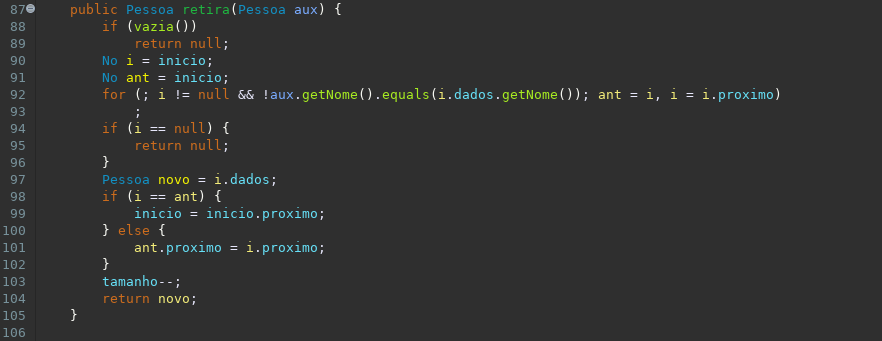 87 public Pessoa retira(Pessoa aux) {
88 if (vazia())
89 return null;
90 No i = inicio;
91 No ant = inicio;
92 for (; i != null && !aux.getNome().equals(i.dados.getNome()); ant = i, i = i.proximo)
93 ;
94 if (i == null) {
95 return null;
96 }
97 Pessoa novo = i.dados;
98 if (i == ant) {
99 inicio = inicio.proximo;
100 } else {
101 ant.proximo = i.proximo;
102 }
103 tamanho--;
104 return novo;
105 }
106